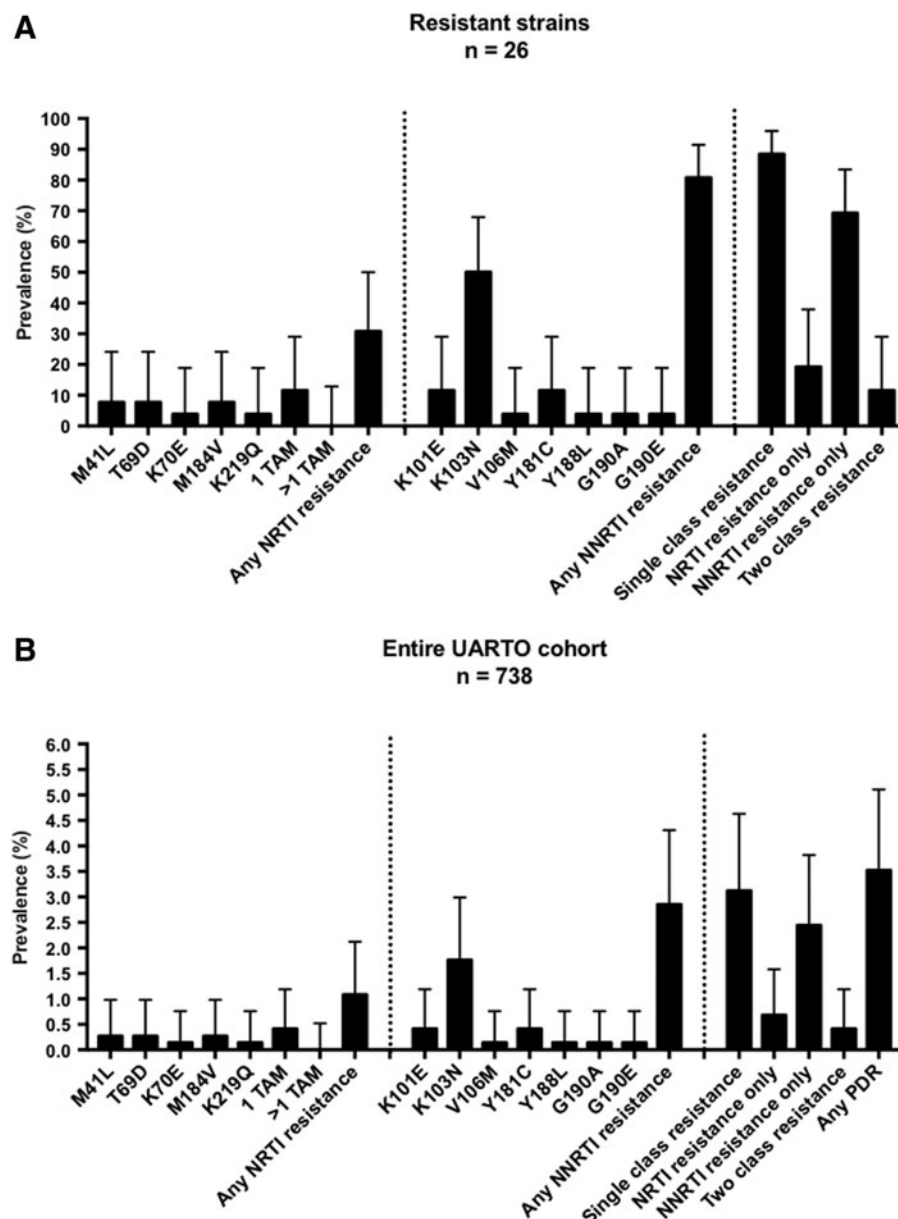 A
Resistant strains
n = 26
Prevalence (%)
100
90
80
70
60
50
40
30
20
10
0
M41L
T69D
K70E
M184V
K219Q
1 TAM
>1 TAM
Any NRTI resistance
K101E
K103N
V106M
Y181C
Y188L
G190A
G190E
Any NNRTI resistance
Single class resistance
NRTI resistance only
NNRTI resistance only
Two class resistance
B
Entire UARTO cohort
n = 738
Prevalence (%)
6.0
5.5
5.0
4.5
4.0
3.5
3.0
2.5
2.0
1.5
1.0
0.5
0.0
M41L
T69D
K70E
M184V
K219Q
1 TAM
>1 TAM
Any NRTI resistance
K101E
K103N
V106M
Y181C
Y188L
G190A
G190E
Any NNRTI resistance
Single class resistance
NRTI resistance only
NNRTI resistance only
Two class resistance
Any PDR